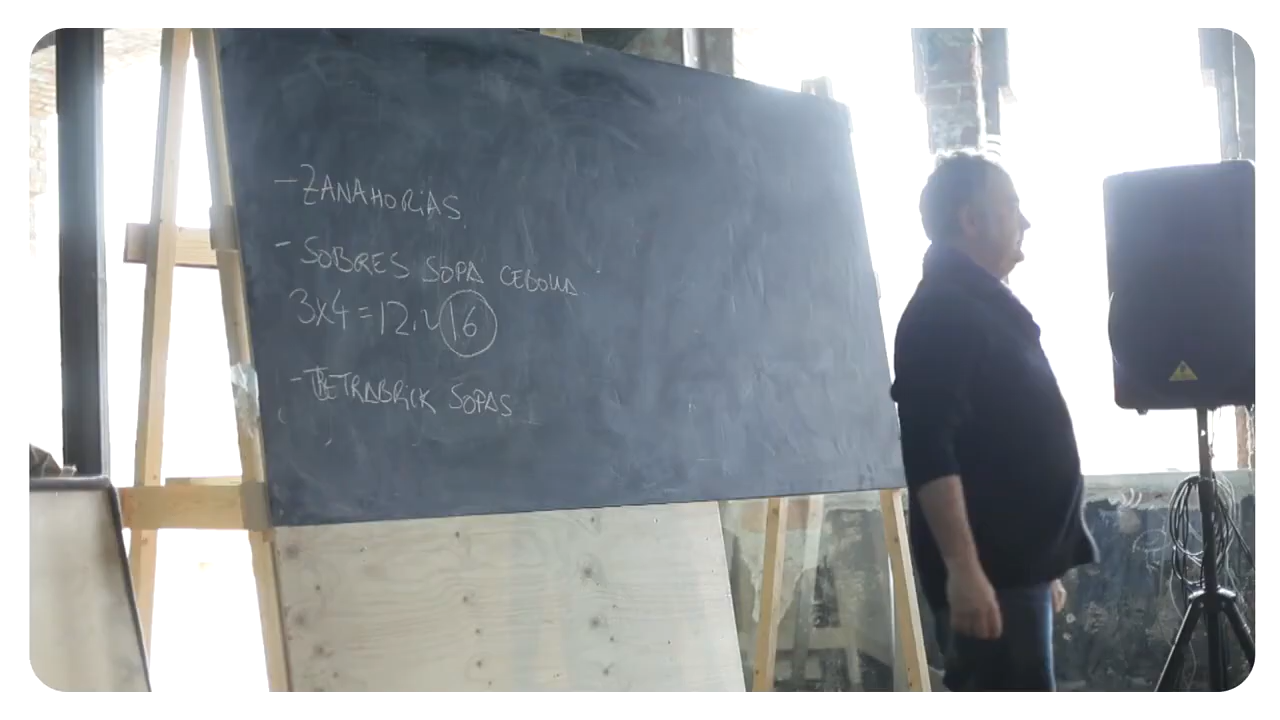 - ZANAHORIAS
- SOBRES SOPA CEBOLLA
3x4=12. 16
- TETRABRICK SOPAS